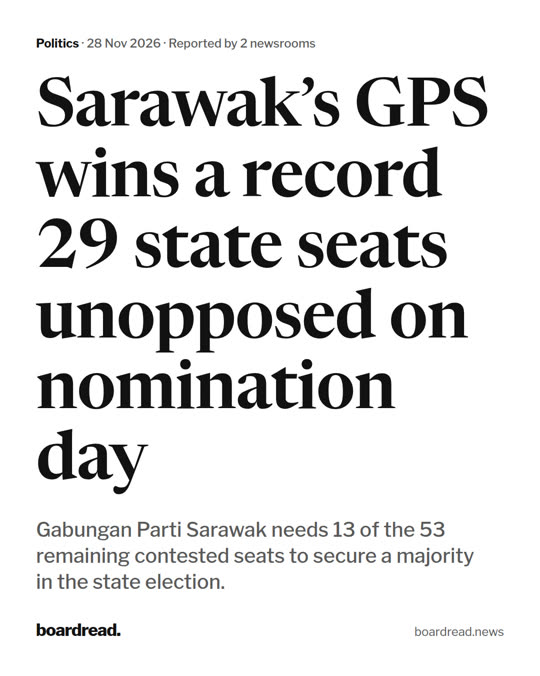 Politics · 28 Nov 2026 · Reported by 2 newsrooms
Sarawak’s GPS
wins a record
29 state seats
unopposed on
nomination
day
Gabungan Parti Sarawak needs 13 of the 53
remaining contested seats to secure a majority
in the state election.
boardread.
boardread.news